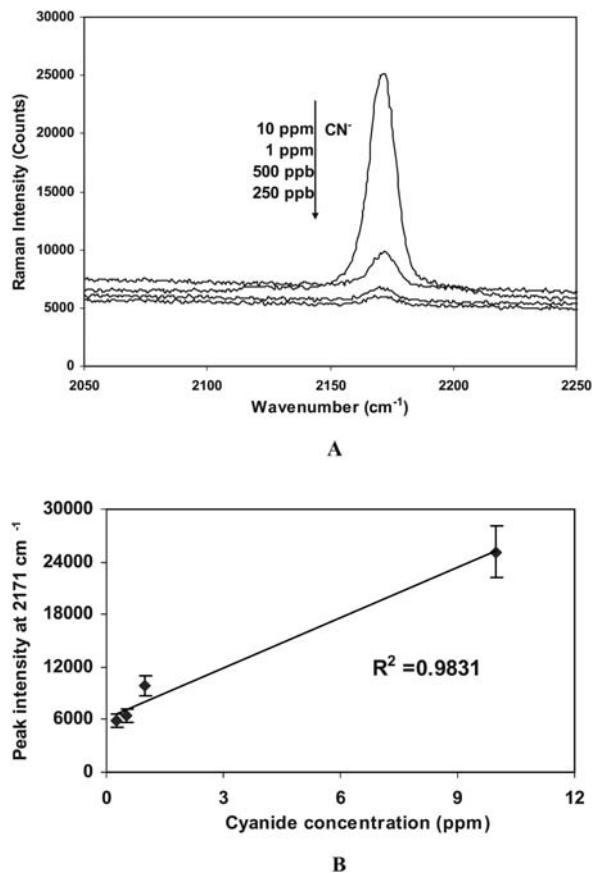 30000
25000
20000
15000
10000
5000
0
Raman Intensity (Counts)
10 ppm CN⁻
1 ppm
500 ppb
250 ppb
2050 2100 2150 2200 2250
Wavenumber (cm⁻¹)
A
30000
24000
18000
12000
6000
0
Peak intensity at 2171 cm ⁻¹
R² =0.9831
0 3 6 9 12
Cyanide concentration (ppm)
B